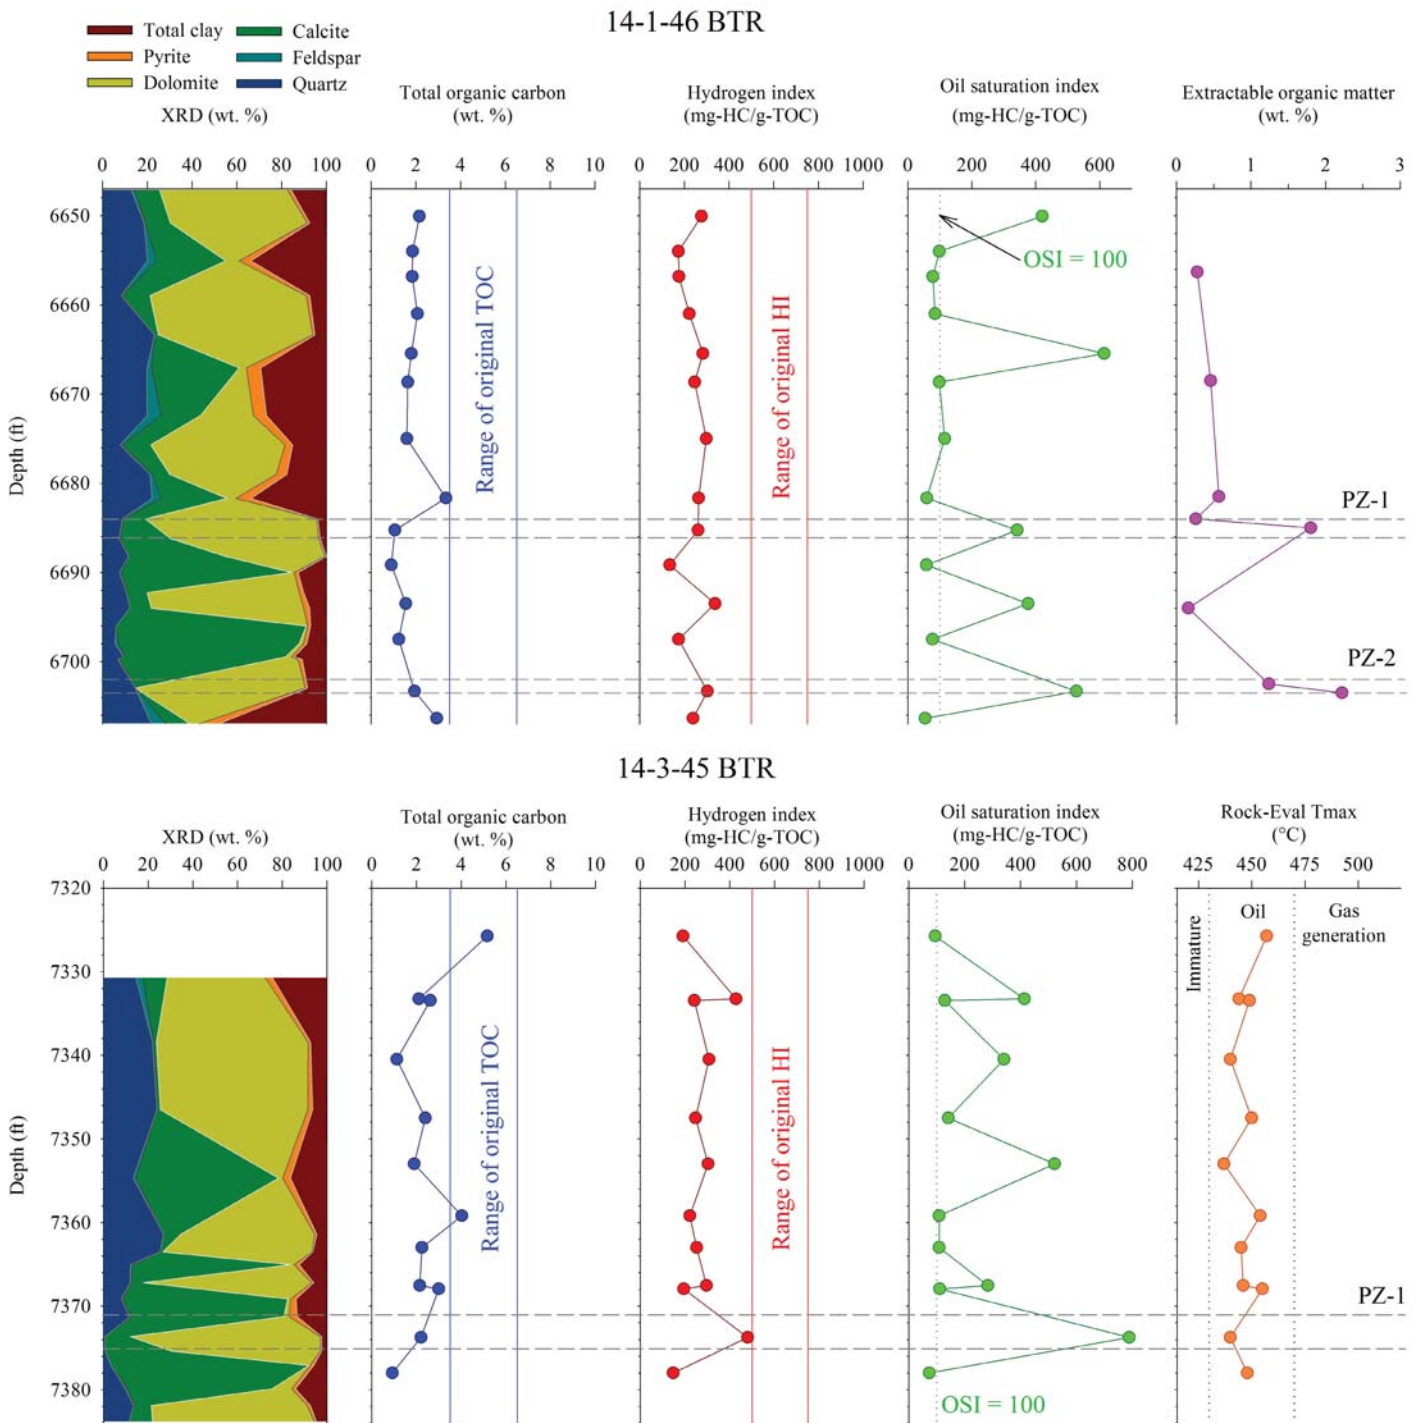 14-1-46 BTR
Total clay
Calcite
Pyrite
Feldspar
Dolomite
Quartz
XRD (wt. %)
Total organic carbon
(wt. %)
Hydrogen index
(mg-HC/g-TOC)
Oil saturation index
(mg-HC/g-TOC)
Extractable organic matter
(wt. %)
0 20 40 60 80 100
0 2 4 6 8 10
0 200 400 600 800 1000
0 200 400 600
0 1 2 3
Depth (ft)
6650
6660
6670
6680
6690
6700
Range of original TOC
Range of original HI
OSI = 100
PZ-1
PZ-2
14-3-45 BTR
XRD (wt. %)
Total organic carbon
(wt. %)
Hydrogen index
(mg-HC/g-TOC)
Oil saturation index
(mg-HC/g-TOC)
Rock-Eval Tmax
(°C)
0 20 40 60 80 100
0 2 4 6 8 10
0 200 400 600 800 1000
0 200 400 600 800
425 450 475 500
Depth (ft)
7320
7330
7340
7350
7360
7370
7380
Range of original TOC
Range of original HI
OSI = 100
Immature
Oil
Gas
generation
PZ-1